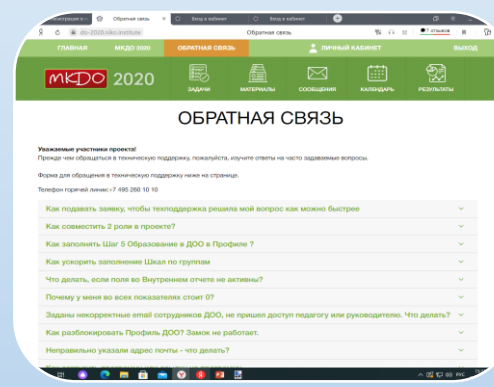 Обратная связь
Вход в кабинет
Вход в кабинет
do-2020.niko.institute
Обратная связь
ГЛАВНАЯ
МКДО 2020
ОБРАТНАЯ СВЯЗЬ
ЛИЧНЫЙ КАБИНЕТ
ВЫХОД
МКДО 2020
ЗАДАЧИ
МАТЕРИАЛЫ
СООБЩЕНИЯ
КАЛЕНДАРЬ
РЕЗУЛЬТАТЫ
ОБРАТНАЯ СВЯЗЬ
Уважаемые участники проекта!
Прежде чем обращаться в техническую поддержку, пожалуйста, изучите ответы на часто задаваемые вопросы.
Форма для обращения в техническую поддержку ниже на странице.
Телефон горячей линии: +7 495 260 10 10
Как подавать заявку, чтобы техподдержка решила мой вопрос как можно быстрее
Как совместить 2 роли в проекте?
Как заполнять Шаг 5 Образование в ДОО в Профиле ?
Как ускорить заполнение Шкал по группам
Что делать, если поля во Внутреннем отчете не активны?
Почему у меня во всех показателях стоит 0?
Заданы некорректные email сотрудников ДОО, не пришел доступ педагогу или руководителю. Что делать?
Как разблокировать Профиль ДОО? Замок не работает.
Неправильно указали адрес почты - что делать?